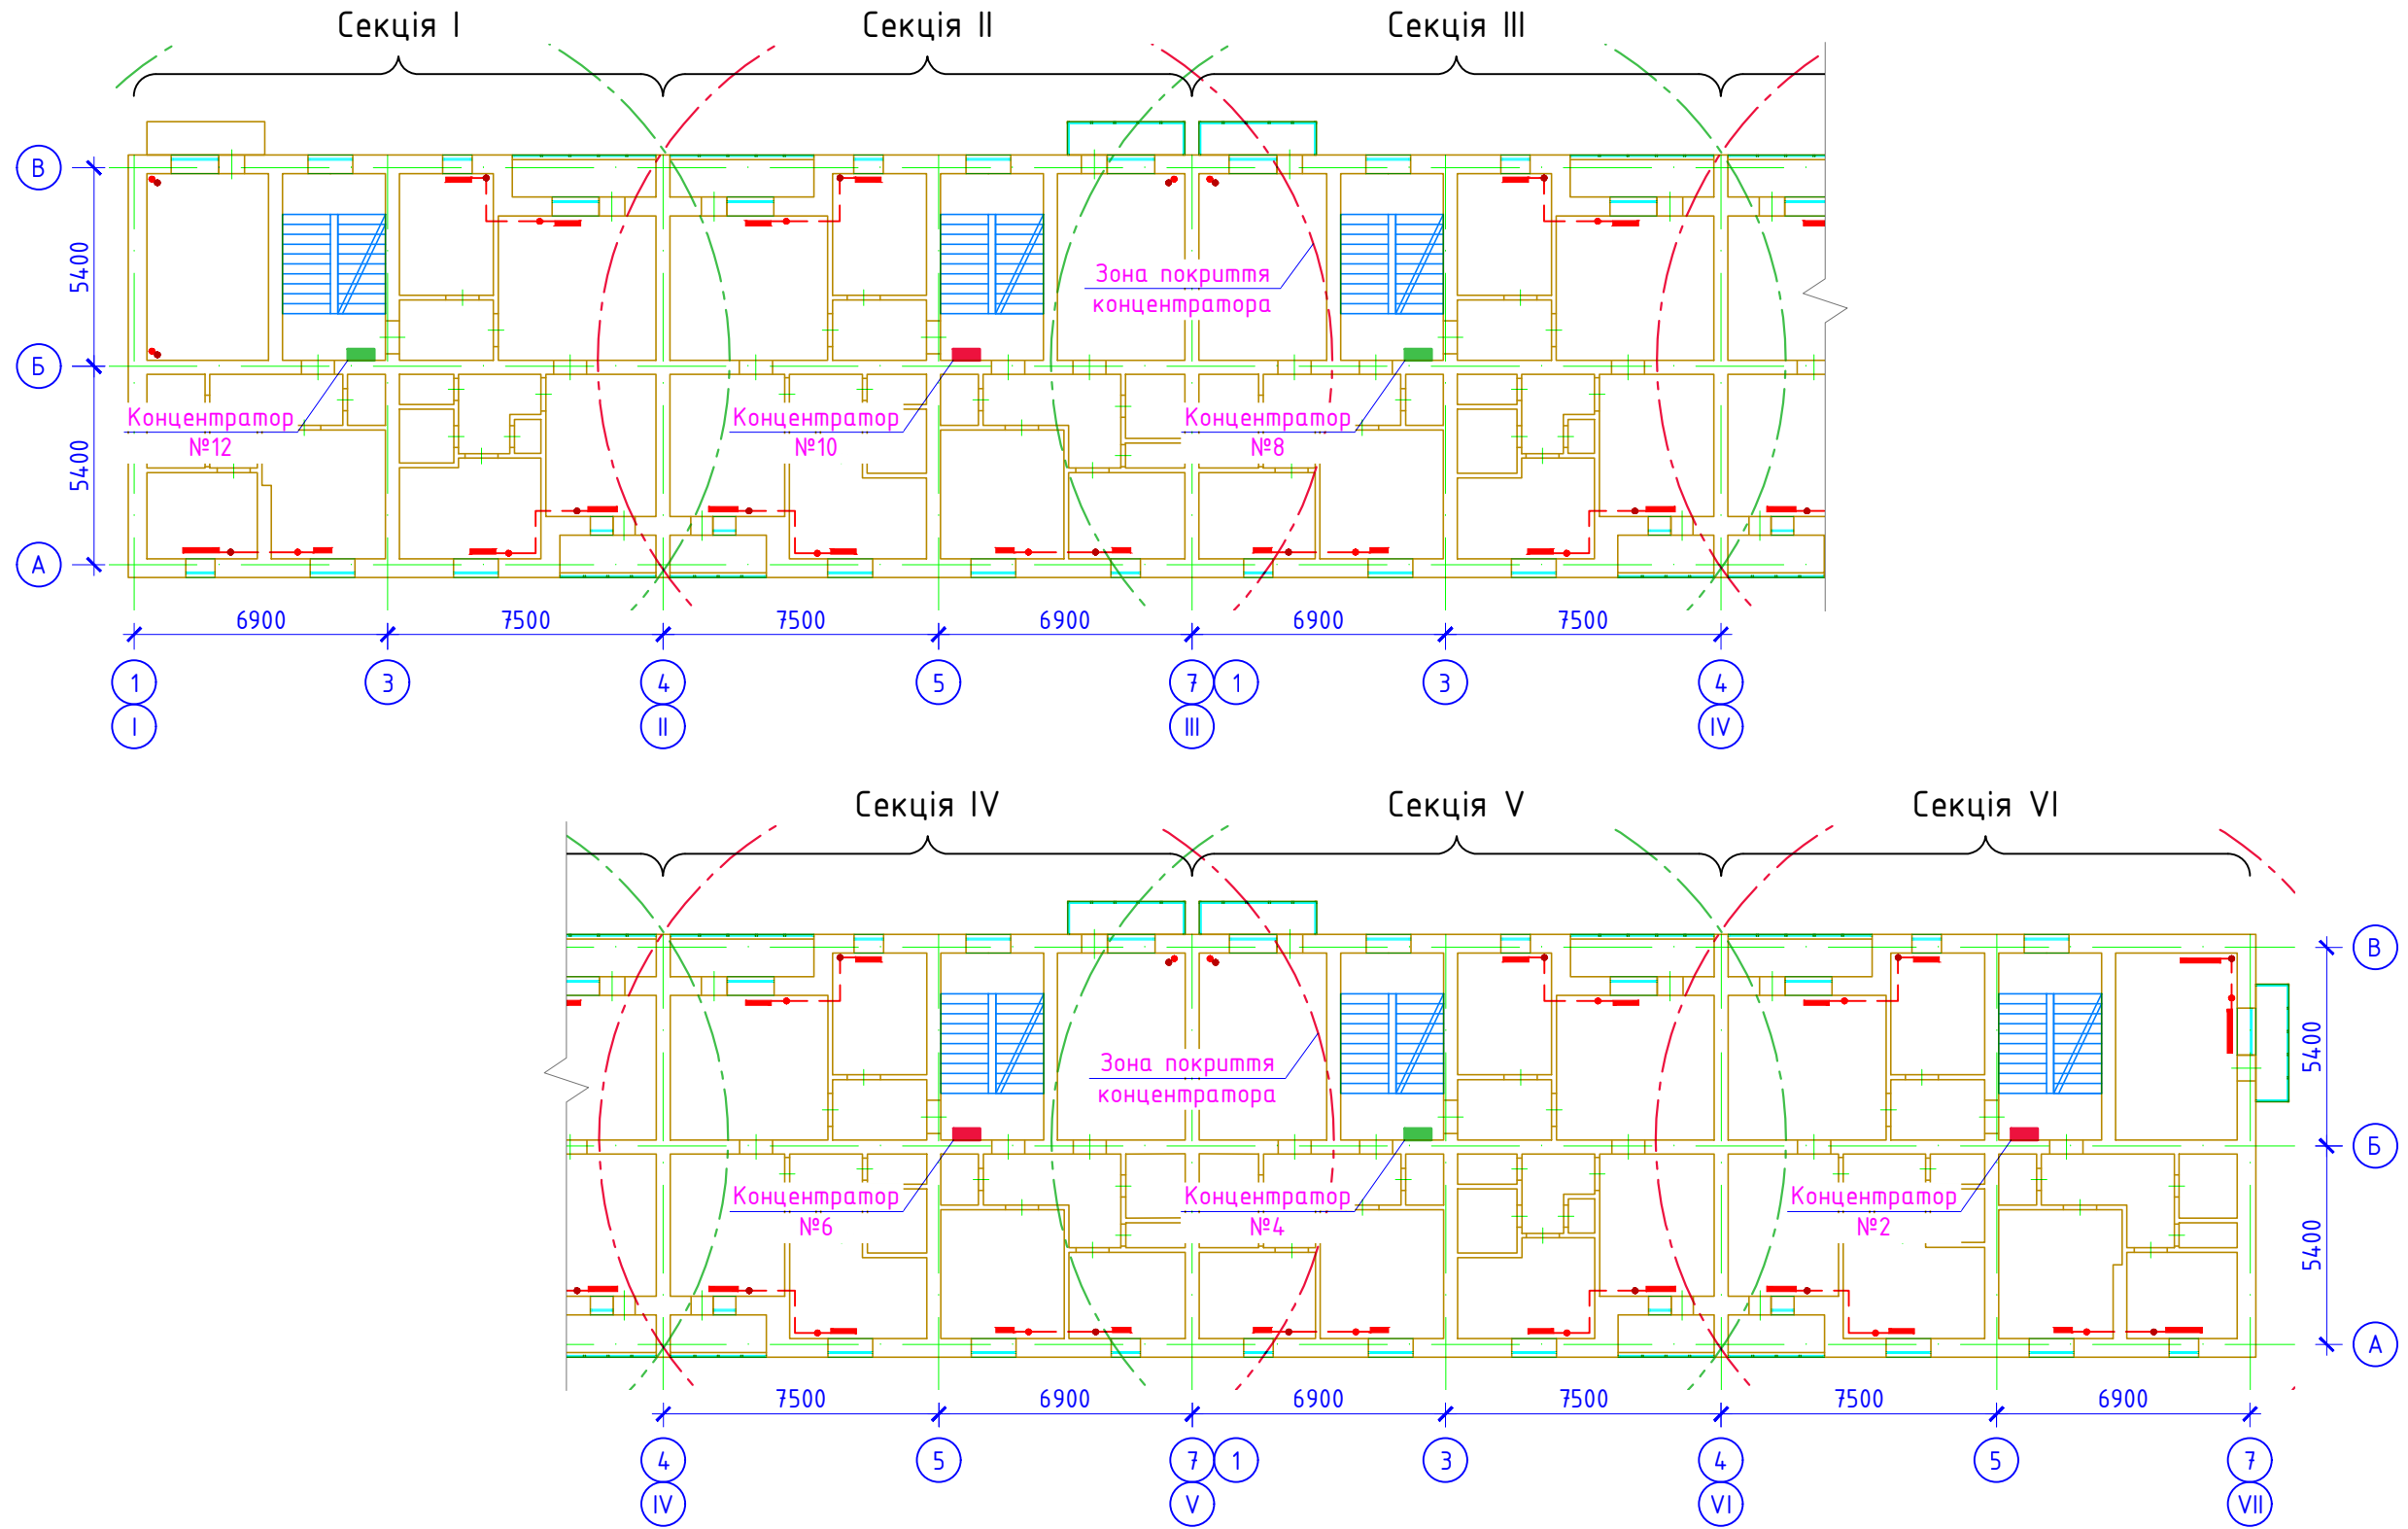 Секція I
Секція II
Секція III
В
5400
Зона покриття
концентратора
Б
Концентратор
№12
Концентратор
№10
Концентратор
№8
5400
А
6900
7500
7500
6900
6900
7500
1
3
4
5
7
1
3
4
I
II
III
IV
Секція IV
Секція V
Секція VI
В
5400
Зона покриття
концентратора
Б
Концентратор
№6
Концентратор
№4
Концентратор
№2
5400
А
7500
6900
6900
7500
7500
6900
4
5
7
1
3
4
5
7
IV
V
VI
VII